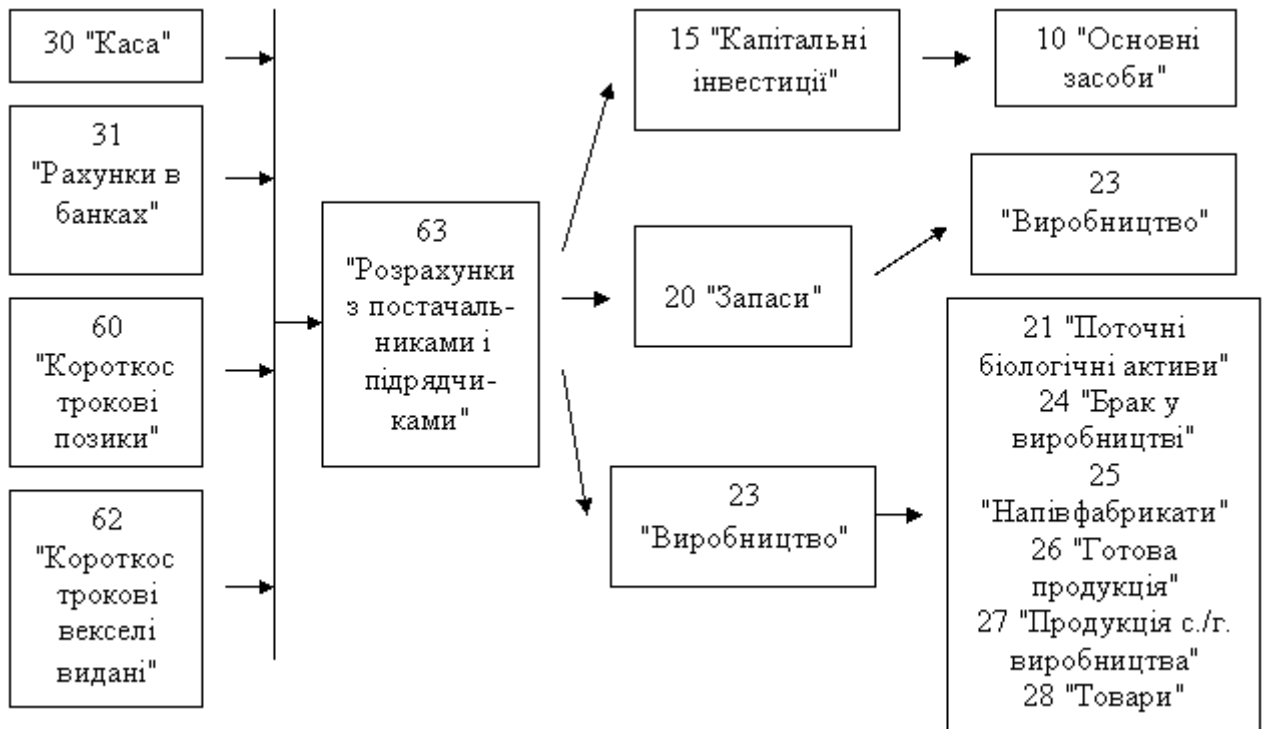 30 "Каса"
31
"Рахунки в
банках"
60
"Короткос
трокові
позики"
62
"Короткос
трокові
векселі
видані"
63
"Розрахунки
з постачаль-
никами і
підрядчи-
ками"
15 "Капітальні
інвестиції"
20 "Запаси"
23
"Виробництво"
10 "Основні
засоби"
23
"Виробництво"
21 "Поточні
біологічні активи"
24 "Брак у
виробництві"
25
"Напівфабрикати"
26 "Готова
продукція"
27 "Продукція с./г.
виробництва"
28 "Товари"